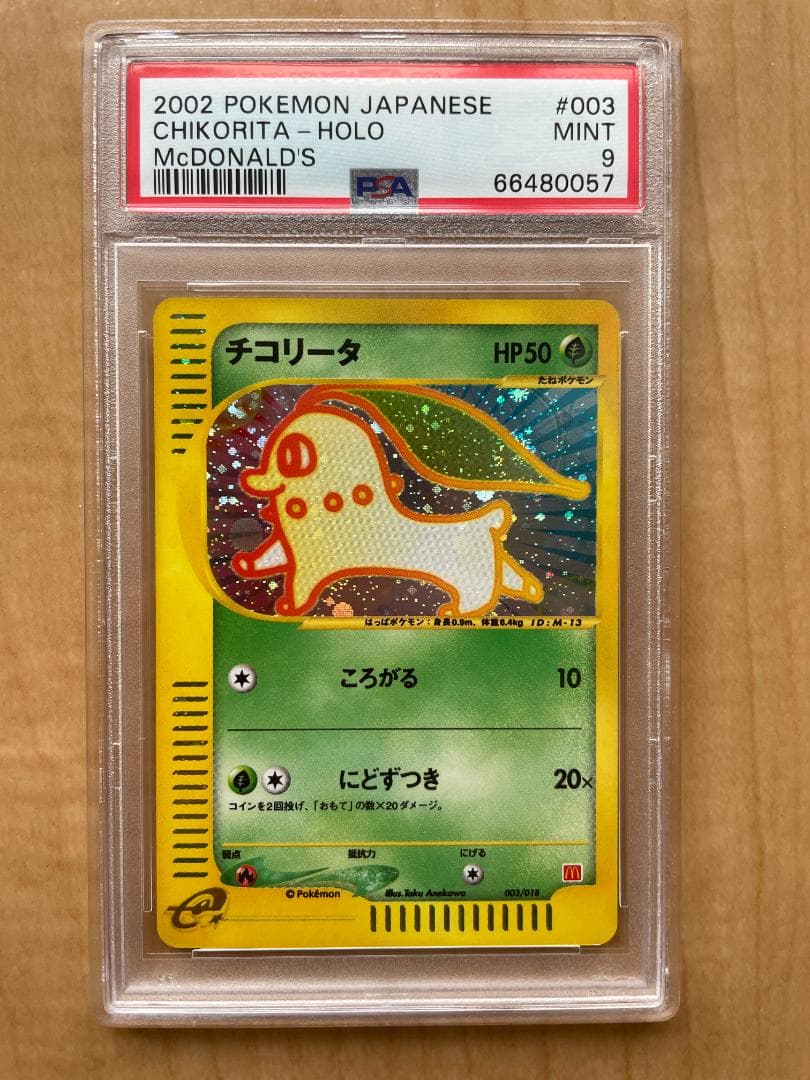 2002 POKEMON JAPANESE #003
CHIKORITA - HOLO MINT
McDONALD'S 9
PSA 66480057
チコリータ HP50
たねポケモン
はっぱポケモン:身長0.9m、体重6.4kg ID:M-13
ころがる 10
にどずつき 20×
コインを2回投げ、「おもて」の数×20ダメージ。
弱点 抵抗力 にげる
©Pokémon Illus.Taku Anekawa 003/018
e